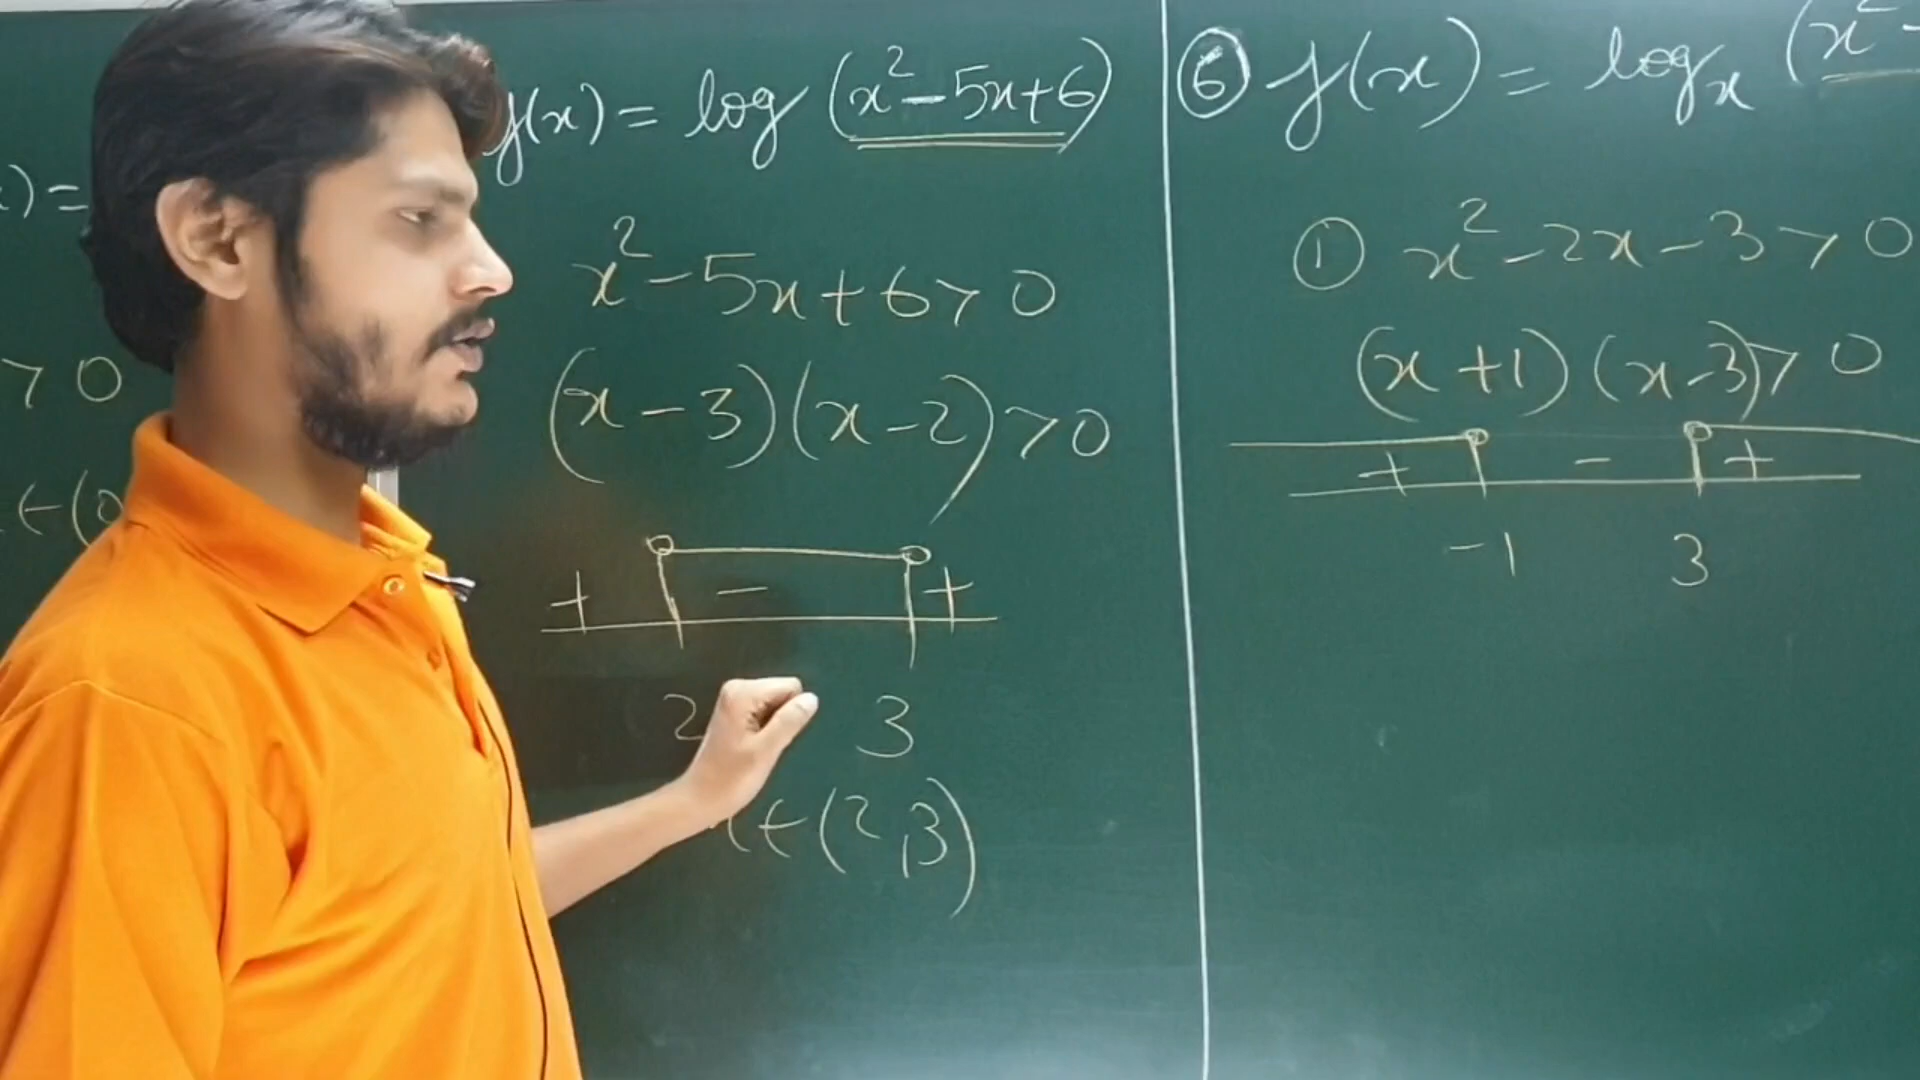 ) =
> 0
∈ (0
f(x) = log (x² - 5x + 6)
x² - 5x + 6 > 0
(x - 3)(x - 2) > 0
+ - +
2 3
∈ (2, 3)
⑥ f(x) = logₓ (x² -
① x² - 2x - 3 > 0
(x + 1)(x - 3) > 0
+ - +
-1 3